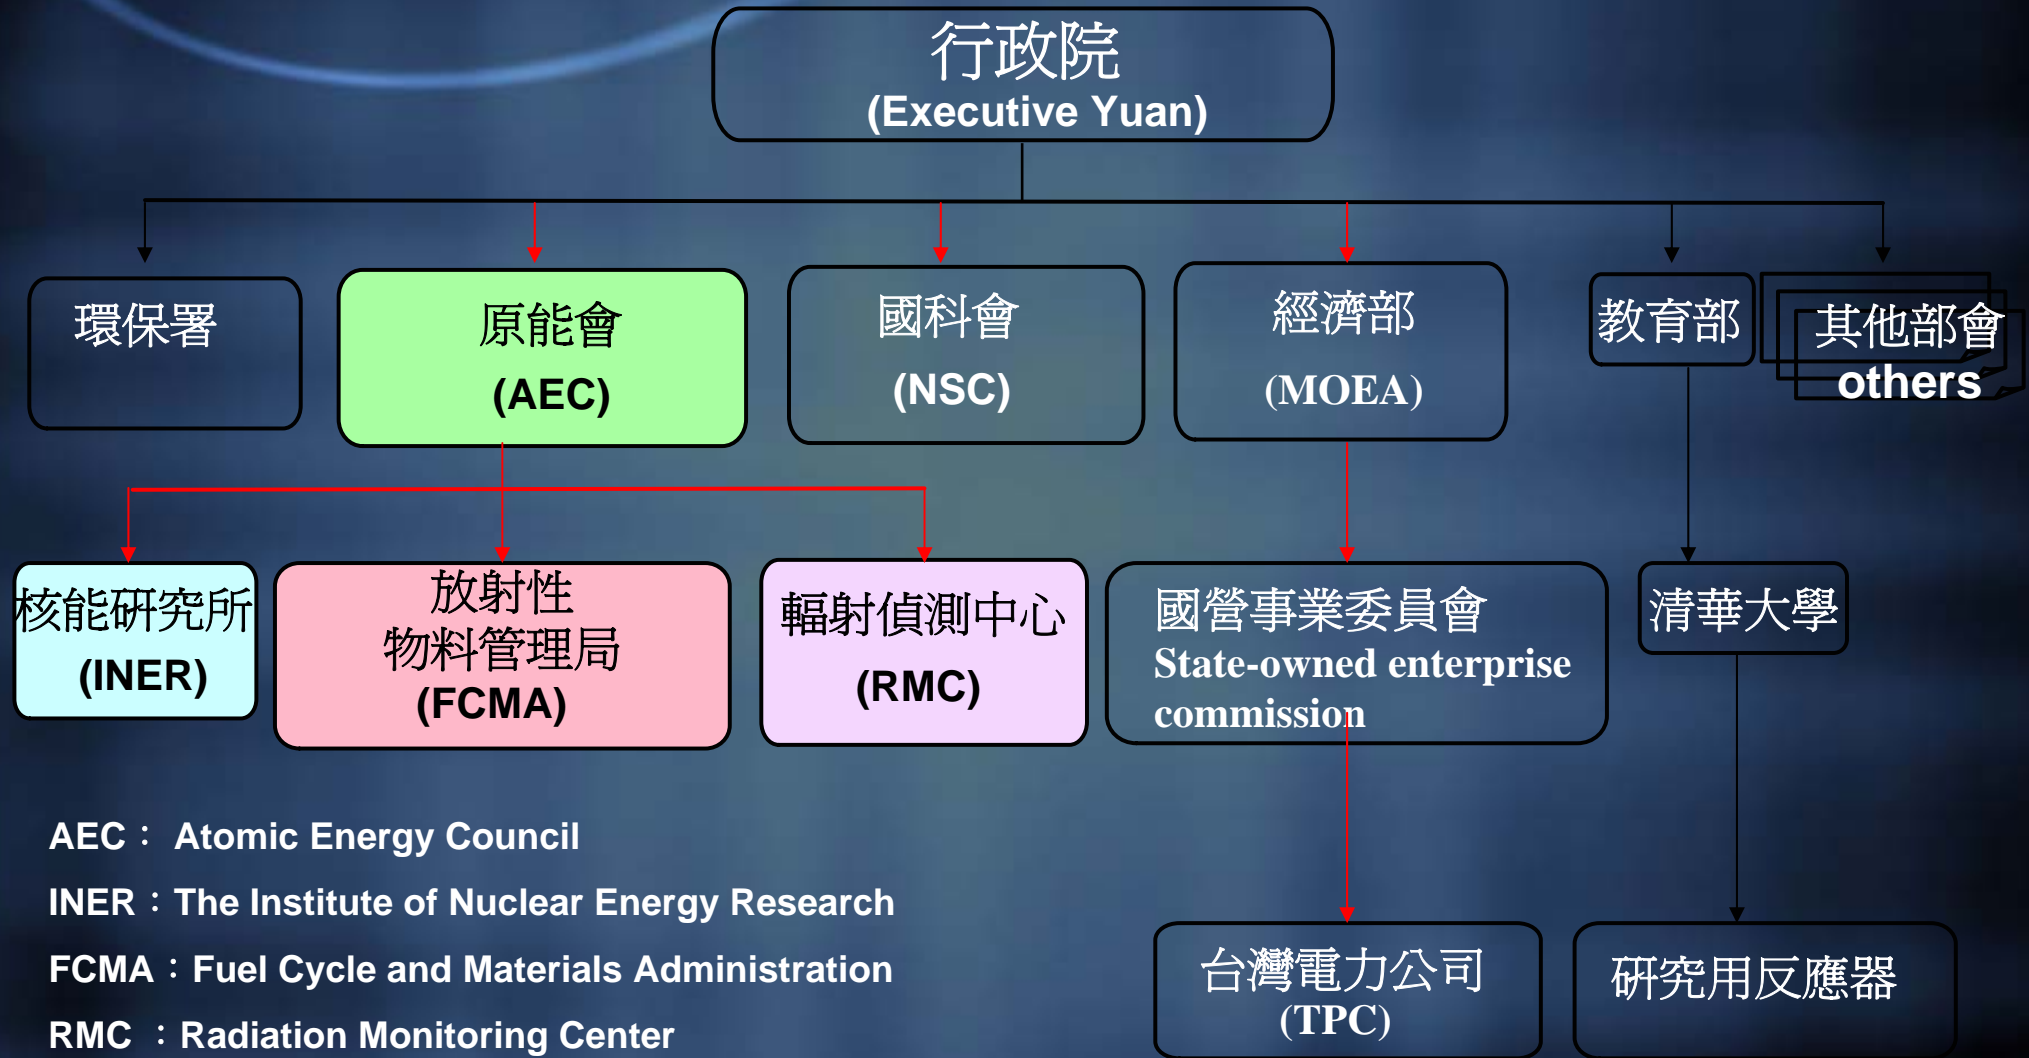 行政院
(Executive Yuan)
環保署
原能會
(AEC)
國科會
(NSC)
經濟部
(MOEA)
教育部
其他部會
others
核能研究所
(INER)
放射性
物料管理局
(FCMA)
輻射偵測中心
(RMC)
國營事業委員會
State-owned enterprise
commission
清華大學
台灣電力公司
(TPC)
研究用反應器
AEC： Atomic Energy Council
INER：The Institute of Nuclear Energy Research
FCMA：Fuel Cycle and Materials Administration
RMC ：Radiation Monitoring Center